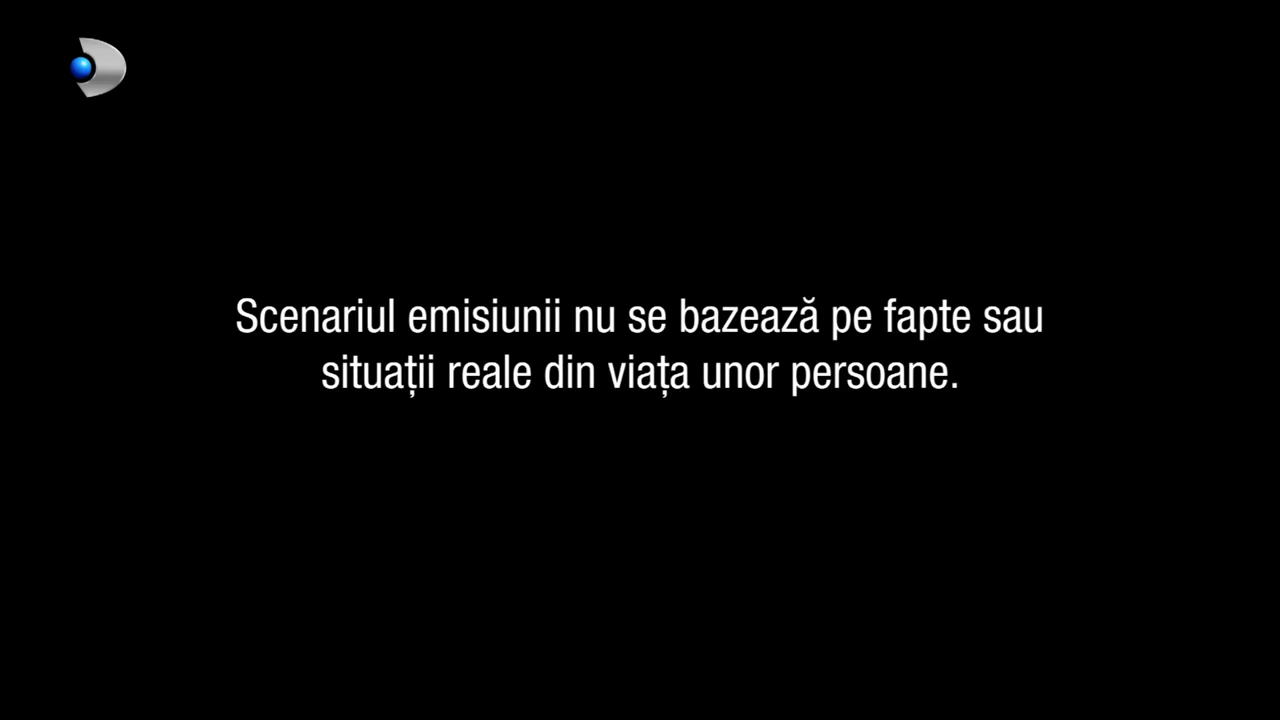 Scenariul emisiunii nu se bazează pe fapte sau
situații reale din viața unor persoane.